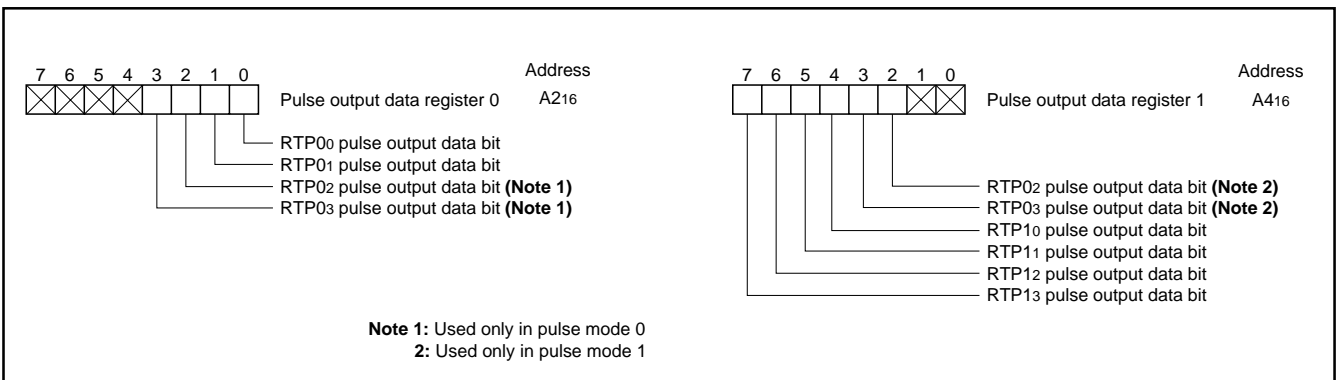 7 6 5 4 3 2 1 0
Address
Pulse output data register 0 A216
RTP00 pulse output data bit
RTP01 pulse output data bit
RTP02 pulse output data bit (Note 1)
RTP03 pulse output data bit (Note 1)
7 6 5 4 3 2 1 0
Address
Pulse output data register 1 A416
RTP02 pulse output data bit (Note 2)
RTP03 pulse output data bit (Note 2)
RTP10 pulse output data bit
RTP11 pulse output data bit
RTP12 pulse output data bit
RTP13 pulse output data bit
Note 1: Used only in pulse mode 0
2: Used only in pulse mode 1